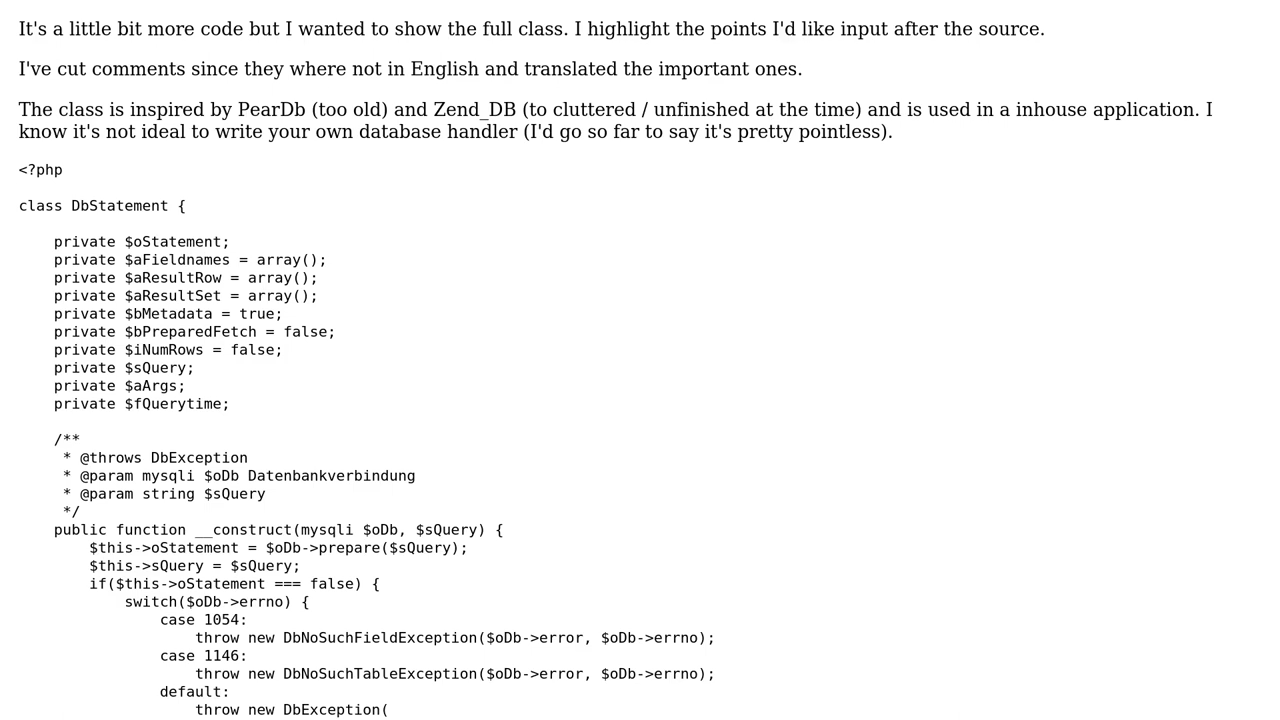 It's a little bit more code but I wanted to show the full class. I highlight the points I'd like input after the source.
I've cut comments since they where not in English and translated the important ones.
The class is inspired by PearDb (too old) and Zend_DB (to cluttered / unfinished at the time) and is used in a inhouse application. I
know it's not ideal to write your own database handler (I'd go so far to say it's pretty pointless).
<?php
class DbStatement {
    private $oStatement;
    private $aFieldnames = array();
    private $aResultRow = array();
    private $aResultSet = array();
    private $bMetadata = true;
    private $bPreparedFetch = false;
    private $iNumRows = false;
    private $sQuery;
    private $aArgs;
    private $fQuerytime;
    /**
     * @throws DbException
     * @param mysqli $oDb Datenbankverbindung
     * @param string $sQuery
     */
    public function __construct(mysqli $oDb, $sQuery) {
        $this->oStatement = $oDb->prepare($sQuery);
        $this->sQuery = $sQuery;
        if($this->oStatement === false) {
            switch($oDb->errno) {
                case 1054:
                    throw new DbNoSuchFieldException($oDb->error, $oDb->errno);
                case 1146:
                    throw new DbNoSuchTableException($oDb->error, $oDb->errno);
                default:
                    throw new DbException(